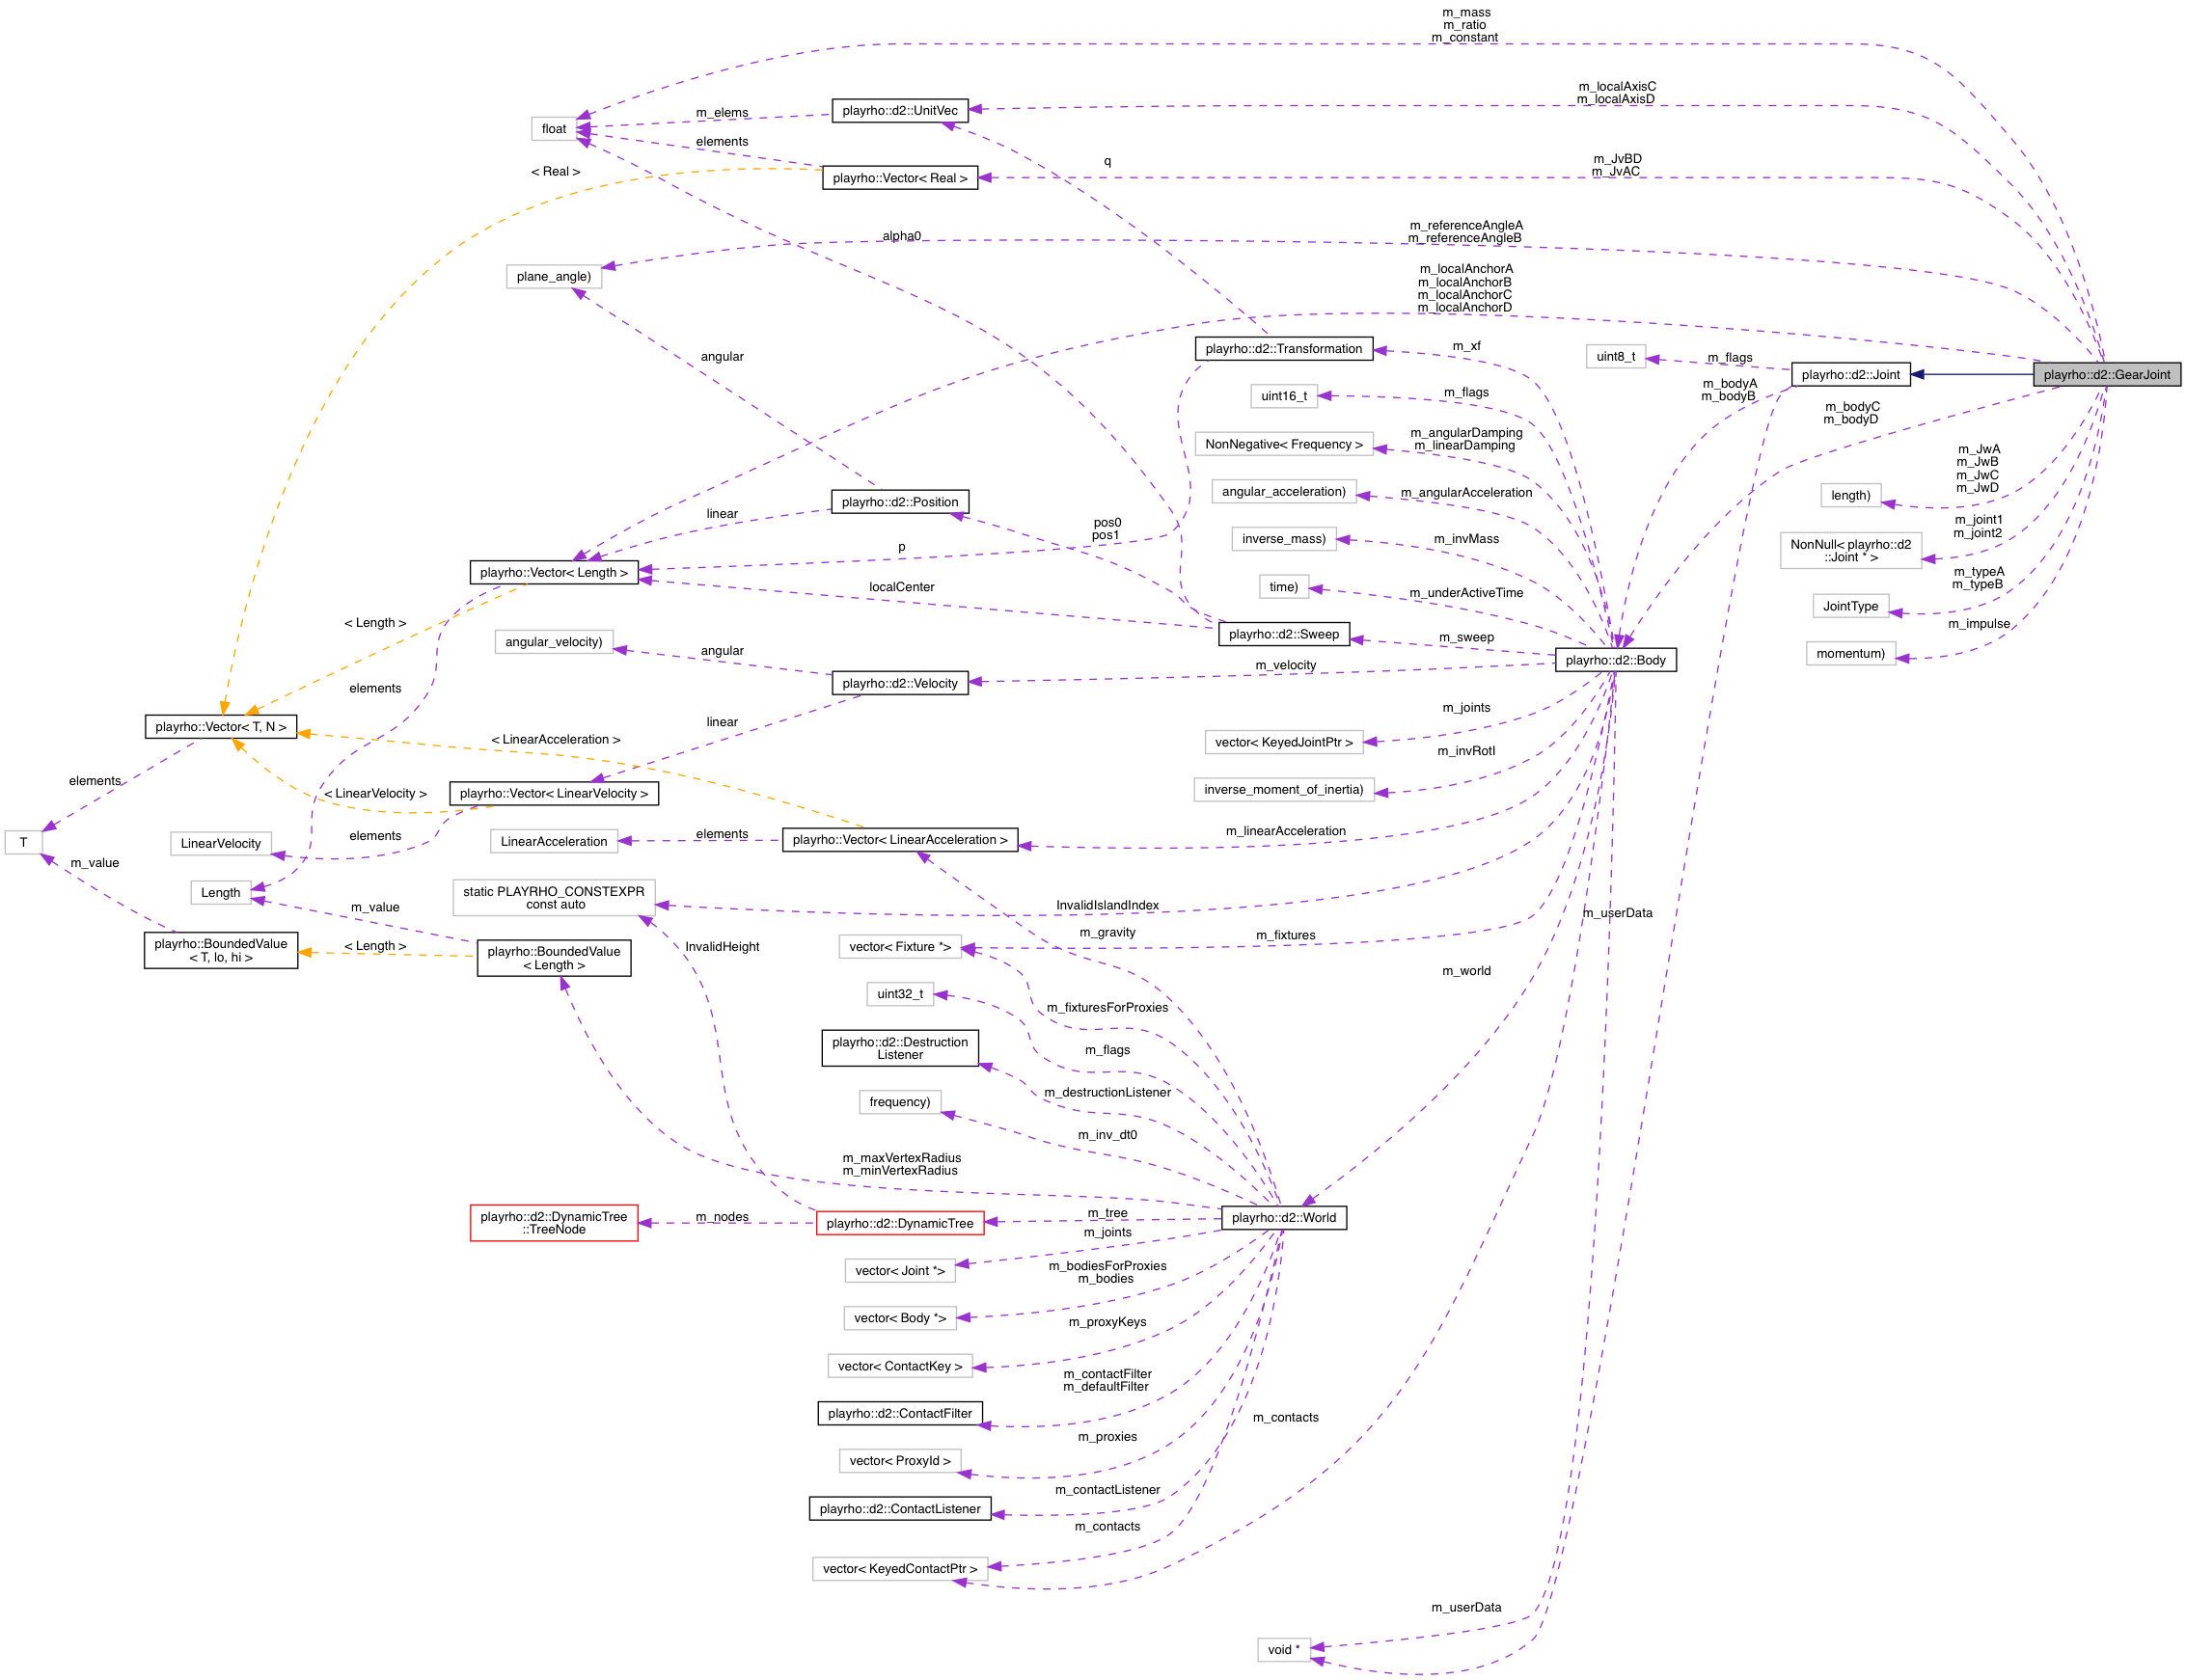 m_mass
m_ratio
m_constant
m_localAxisC
m_localAxisD
playrho::d2::UnitVec
m_elems
float
elements
q
m_JvBD
m_JvAC
< Real >
playrho::Vector< Real >
m_referenceAngleA
m_referenceAngleB
alpha0
plane_angle)
m_localAnchorA
m_localAnchorB
m_localAnchorC
m_localAnchorD
angular
playrho::d2::Transformation
m_xf
uint8_t
m_flags
playrho::d2::Joint
playrho::d2::GearJoint
uint16_t
m_flags
m_bodyA
m_bodyB
m_bodyC
m_bodyD
NonNegative< Frequency >
m_angularDamping
m_linearDamping
m_JwA
m_JwB
m_JwC
m_JwD
angular_acceleration)
m_angularAcceleration
length)
playrho::d2::Position
linear
pos0
pos1
p
inverse_mass)
m_invMass
m_joint1
m_joint2
NonNull< playrho::d2
::Joint * >
playrho::Vector< Length >
localCenter
time)
m_underActiveTime
m_typeA
m_typeB
JointType
< Length >
angular_velocity)
angular
playrho::d2::Sweep
m_sweep
m_impulse
momentum)
playrho::d2::Body
m_velocity
playrho::d2::Velocity
elements
linear
m_joints
playrho::Vector< T, N >
< LinearAcceleration >
vector< KeyedJointPtr >
m_invRotI
elements
< LinearVelocity >
playrho::Vector< LinearVelocity >
inverse_moment_of_inertia)
T
LinearVelocity
elements
LinearAcceleration
elements
playrho::Vector< LinearAcceleration >
m_linearAcceleration
m_value
Length
static PLAYRHO_CONSTEXPR
const auto
InvalidIslandIndex
m_value
m_userData
playrho::BoundedValue
< T, lo, hi >
< Length >
playrho::BoundedValue
< Length >
InvalidHeight
vector< Fixture *>
m_gravity
m_fixtures
m_world
uint32_t
m_fixturesForProxies
playrho::d2::Destruction
Listener
m_flags
m_destructionListener
frequency)
m_inv_dt0
m_maxVertexRadius
m_minVertexRadius
playrho::d2::DynamicTree
::TreeNode
m_nodes
playrho::d2::DynamicTree
m_tree
playrho::d2::World
m_joints
vector< Joint *>
m_bodiesForProxies
m_bodies
vector< Body *>
m_proxyKeys
vector< ContactKey >
m_contactFilter
m_defaultFilter
playrho::d2::ContactFilter
m_contacts
m_proxies
vector< ProxyId >
m_contactListener
playrho::d2::ContactListener
m_contacts
vector< KeyedContactPtr >
m_userData
void *